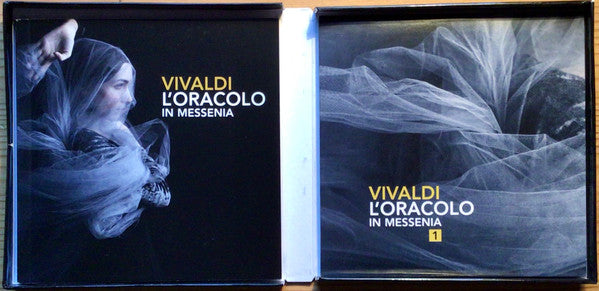 VIVALDI
L'ORACOLO
IN MESSENIA
VIVALDI
L'ORACOLO
IN MESSENIA
1